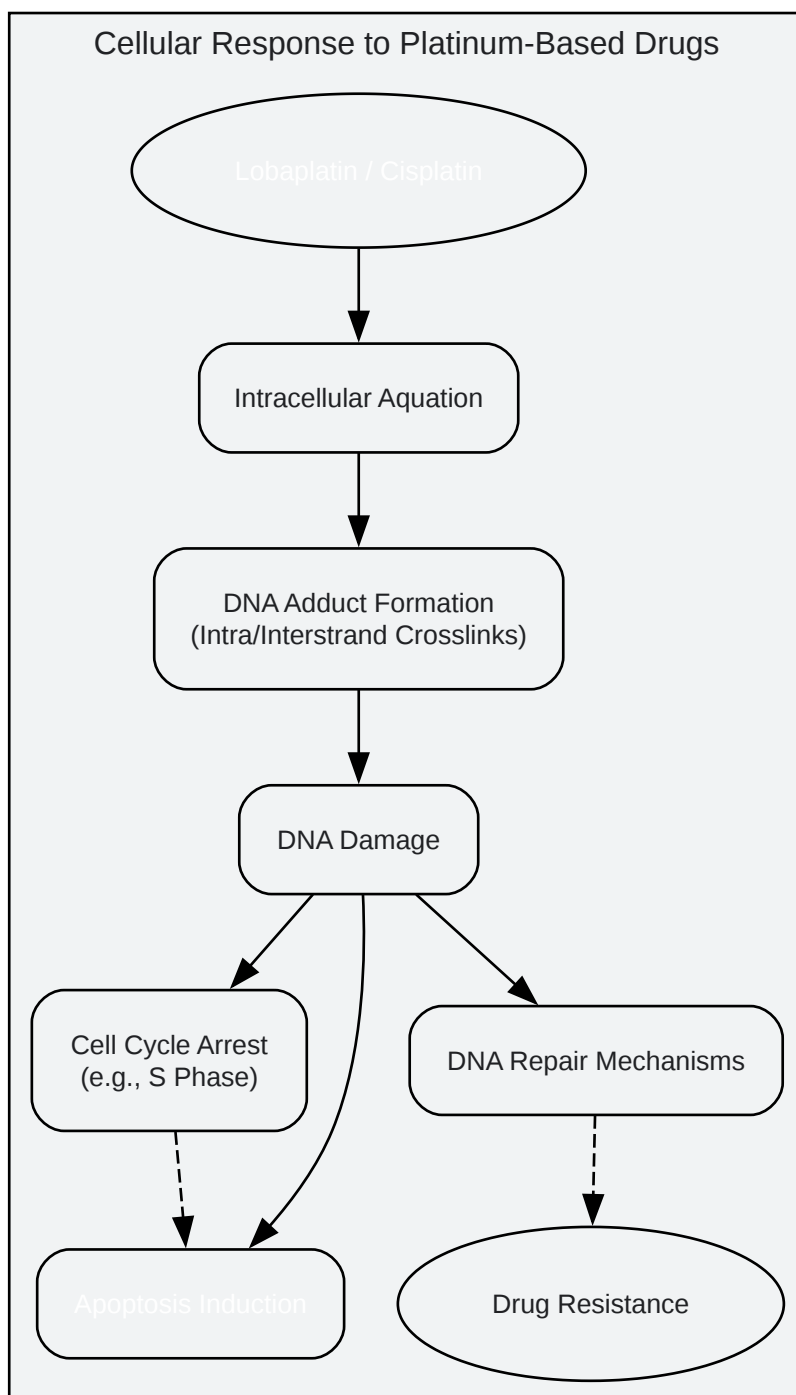 Cellular Response to Platinum-Based Drugs
Lobaplatin / Cisplatin
Intracellular Aquation
DNA Adduct Formation
(Intra/Interstrand Crosslinks)
DNA Damage
Cell Cycle Arrest
(e.g., S Phase)
DNA Repair Mechanisms
Apoptosis Induction
Drug Resistance